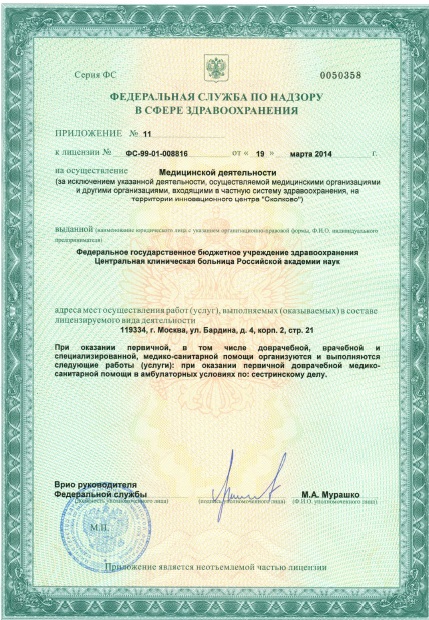 Серия ФС 0050358
ФЕДЕРАЛЬНАЯ СЛУЖБА ПО НАДЗОРУ
В СФЕРЕ ЗДРАВООХРАНЕНИЯ
ПРИЛОЖЕНИЕ № 11
к лицензии № ФС-99-01-008816 от « 19 » марта 2014 г.
на осуществление Медицинской деятельности
(за исключением указанной деятельности, осуществляемой медицинскими организациями
и другими организациями, входящими в частную систему здравоохранения, на
территории инновационного центра "Сколково")
выданной (наименование юридического лица с указанием организационно-правовой формы, Ф.И.О. индивидуального
предпринимателя)
Федеральное государственное бюджетное учреждение здравоохранения
Центральная клиническая больница Российской академии наук
адреса мест осуществления работ (услуг), выполняемых (оказываемых) в составе
лицензируемого вида деятельности
119334, г. Москва, ул. Бардина, д. 4, корп. 2, стр. 21
При оказании первичной, в том числе доврачебной, врачебной и
специализированной, медико-санитарной помощи организуются и выполняются
следующие работы (услуги): при оказании первичной доврачебной медико-
санитарной помощи в амбулаторных условиях по: сестринскому делу.
Врио руководителя
Федеральной службы М.А. Мурашко
(должность уполномоченного лица) (подпись уполномоченного лица) (Ф.И.О. уполномоченного лица)
М.П.
Приложение является неотъемлемой частью лицензии